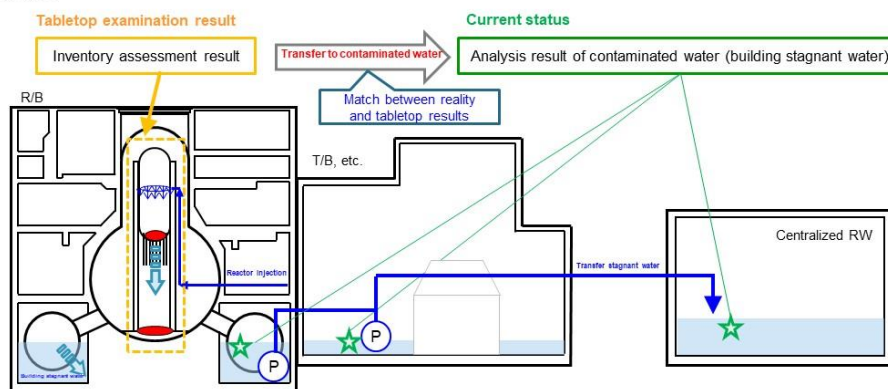 Tabletop examination result
Current status
Inventory assessment result
Transfer to contaminated water
Analysis result of contaminated water (building stagnant water)
Match between reality
and tabletop results
R/B
T/B, etc.
Centralized RW
Reactor Injection
Transfer stagnant water
P
P
Building stagnant water